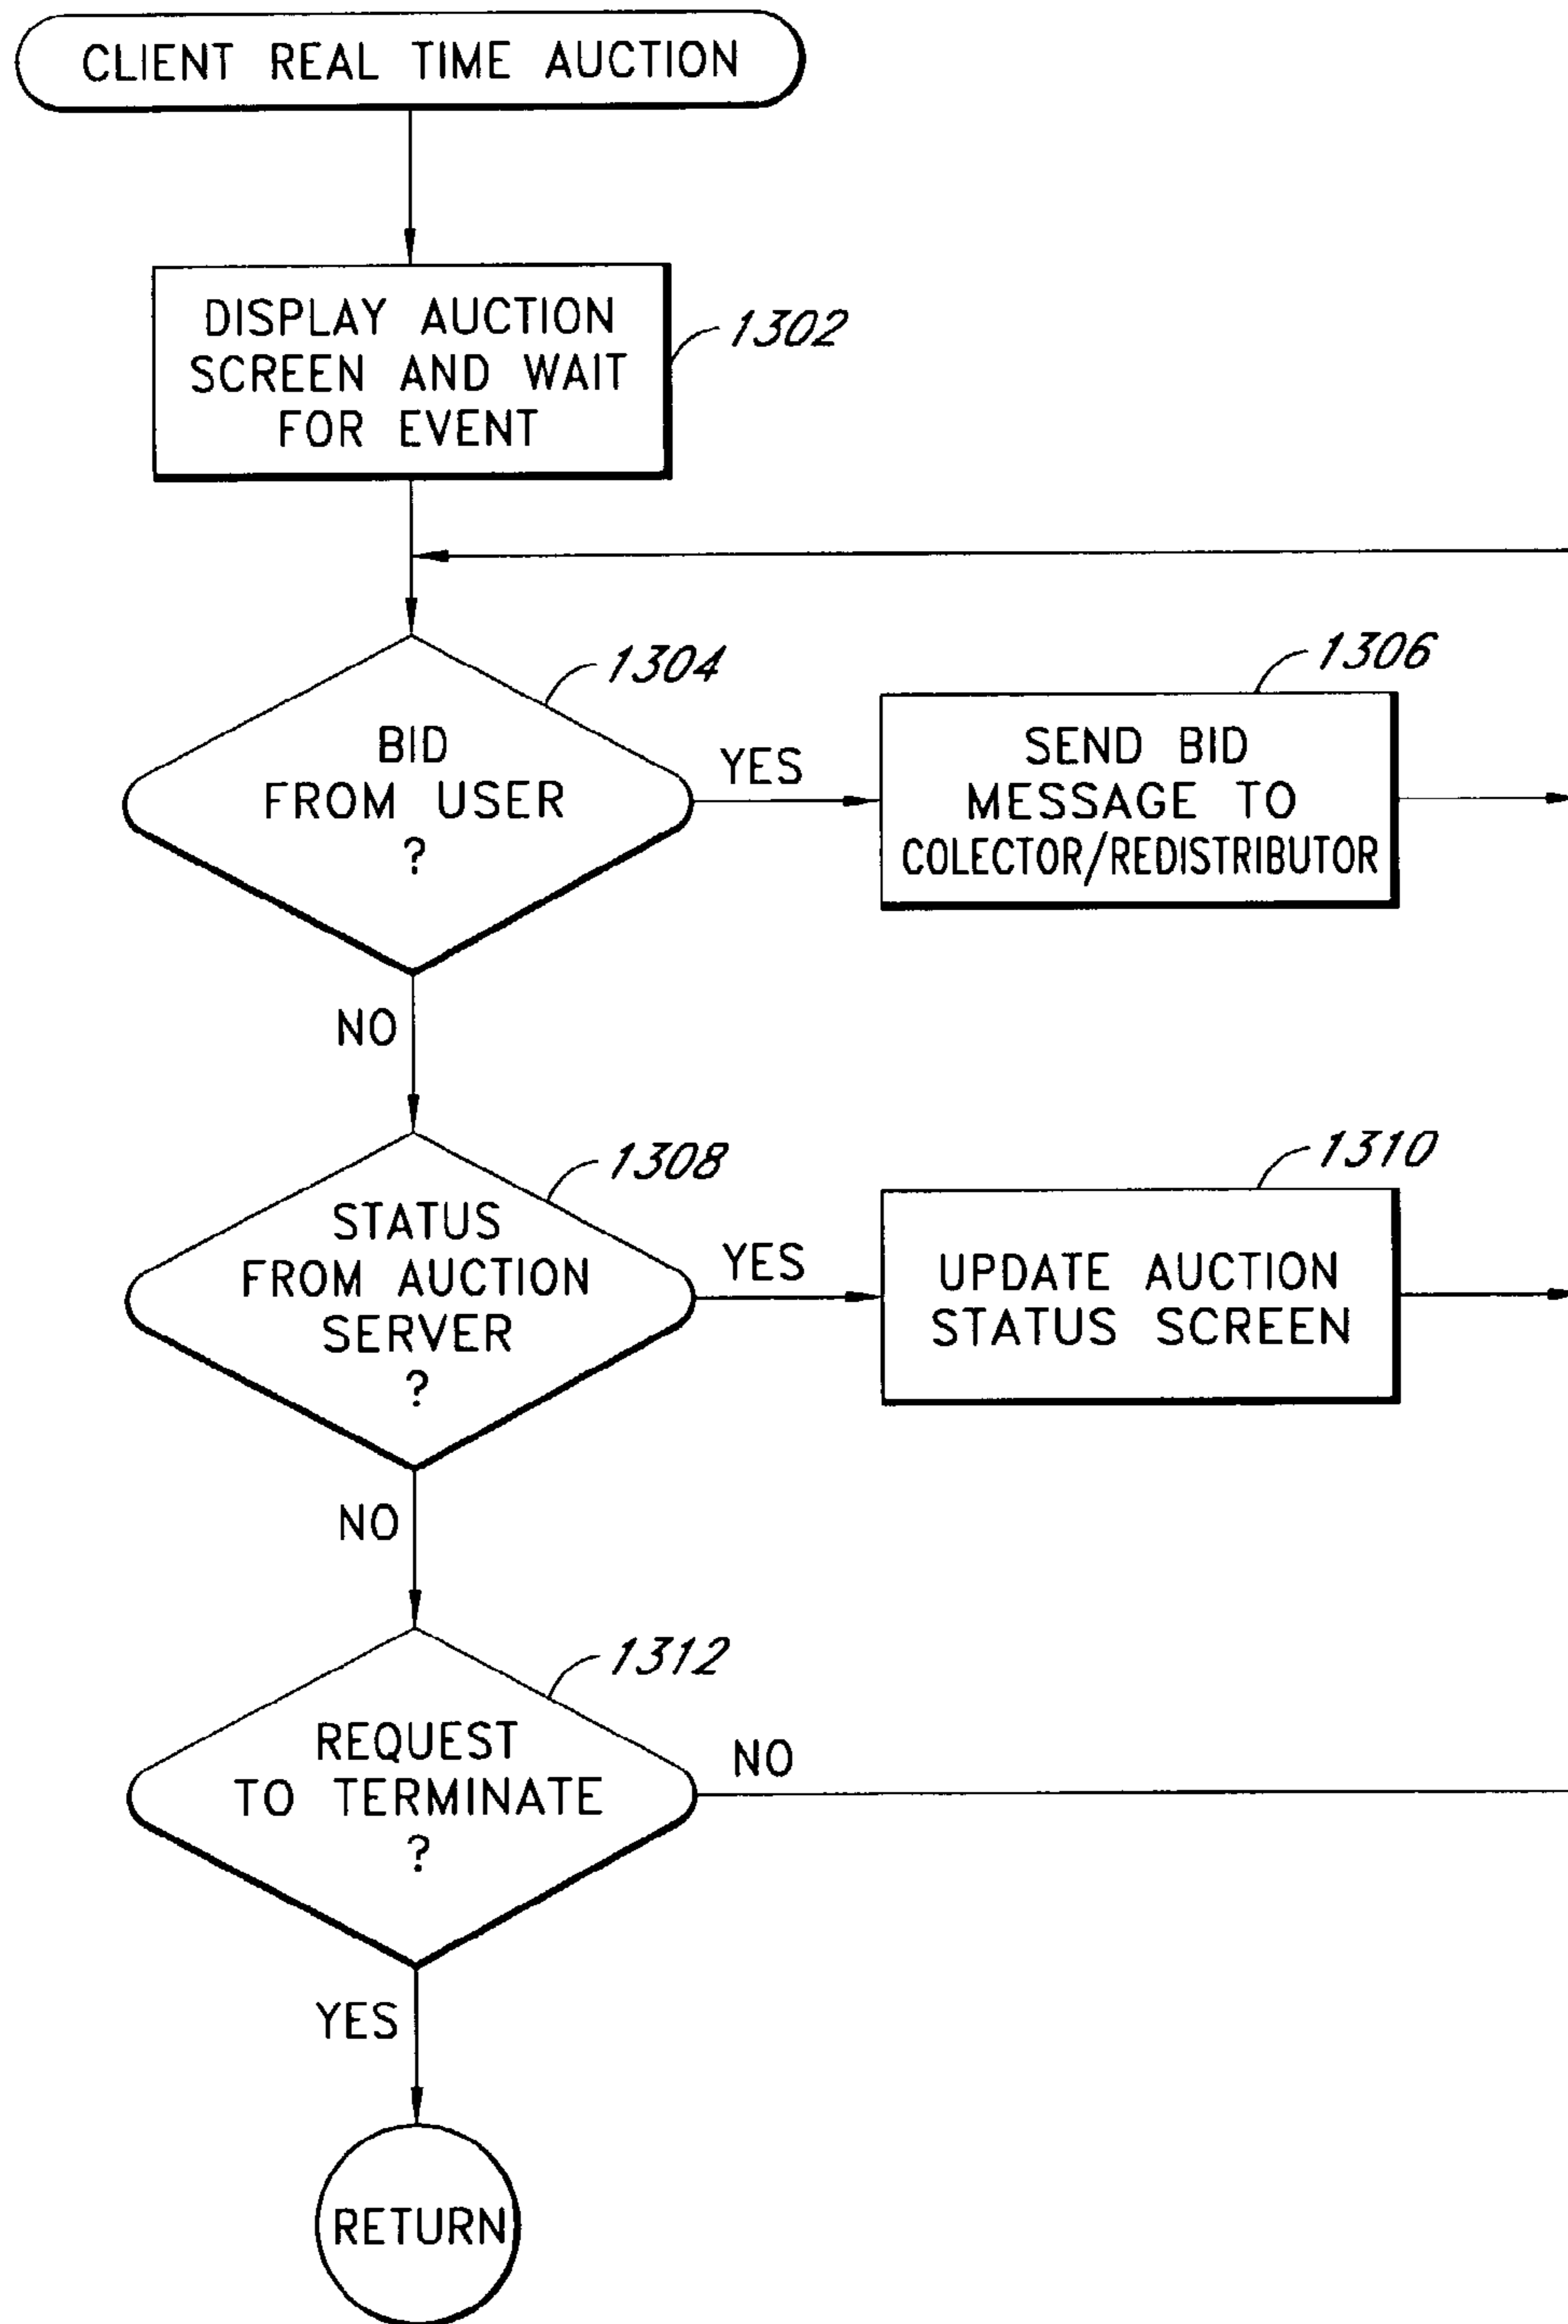 CLIENT REAL TIME AUCTION
DISPLAY AUCTION
SCREEN AND WAIT
FOR EVENT
1302
1304
BID
FROM USER
?
YES
1306
SEND BID
MESSAGE TO
COLECTOR/REDISTRIBUTOR
NO
1308
STATUS
FROM AUCTION
SERVER
?
YES
1310
UPDATE AUCTION
STATUS SCREEN
NO
1312
REQUEST
TO TERMINATE
?
NO
YES
RETURN